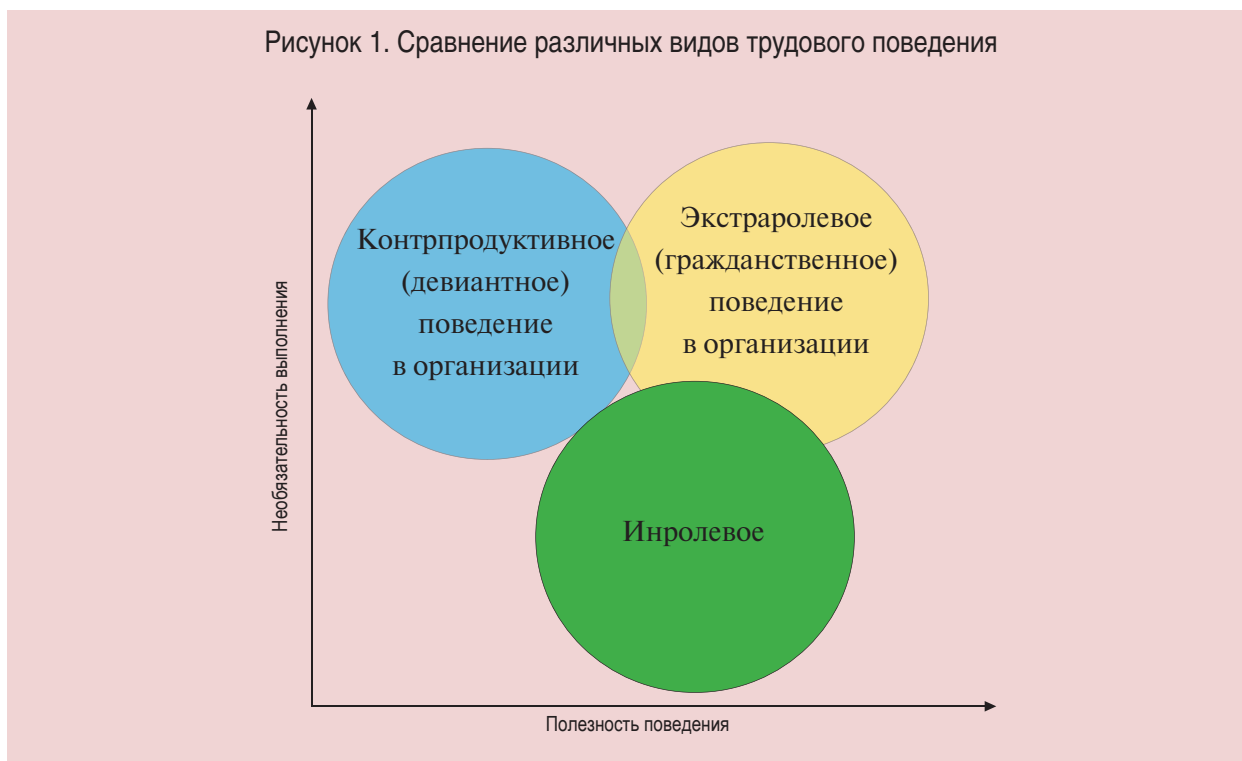 Рисунок 1. Сравнение различных видов трудового поведения
Необязательность выполнения
Контрпродуктивное
(девиантное)
поведение
в организации
Экстраролевое
(гражданственное)
поведение
в организации
Инролевое
Полезность поведения